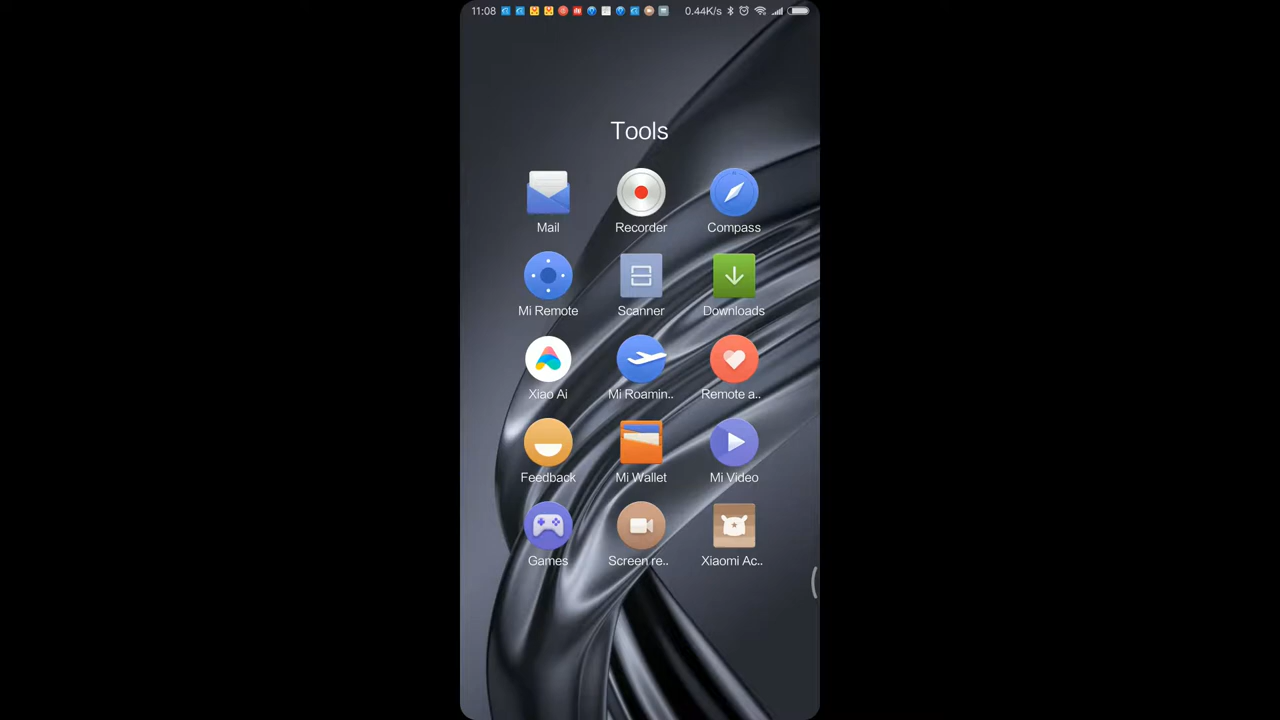 11:08 0.44K/s
Tools
Mail Recorder Compass
Mi Remote Scanner Downloads
Xiao Ai Mi Roamin.. Remote a..
Feedback Mi Wallet Mi Video
Games Screen re.. Xiaomi Ac..